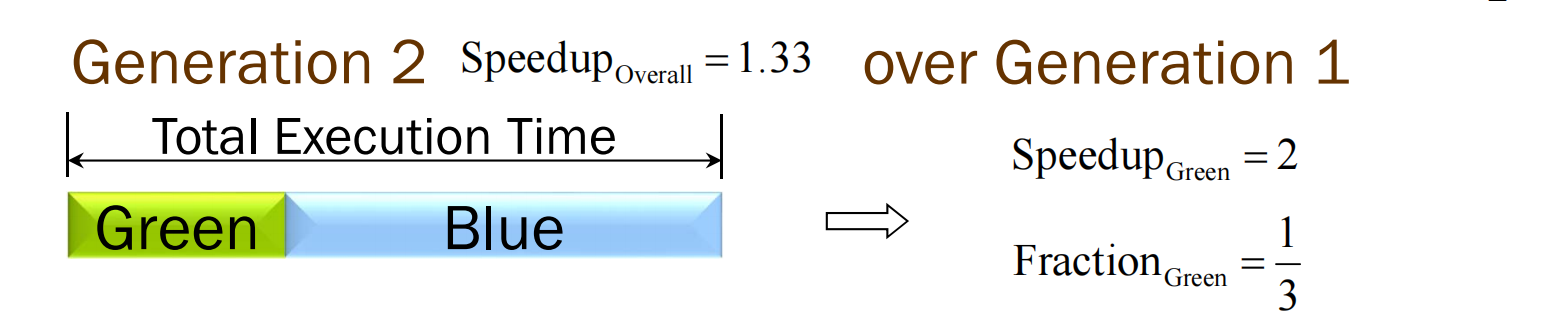 Generation 2 Speedup_Overall = 1.33 over Generation 1
Total Execution Time
Green Blue
Speedup_Green = 2
Fraction_Green = 1/3